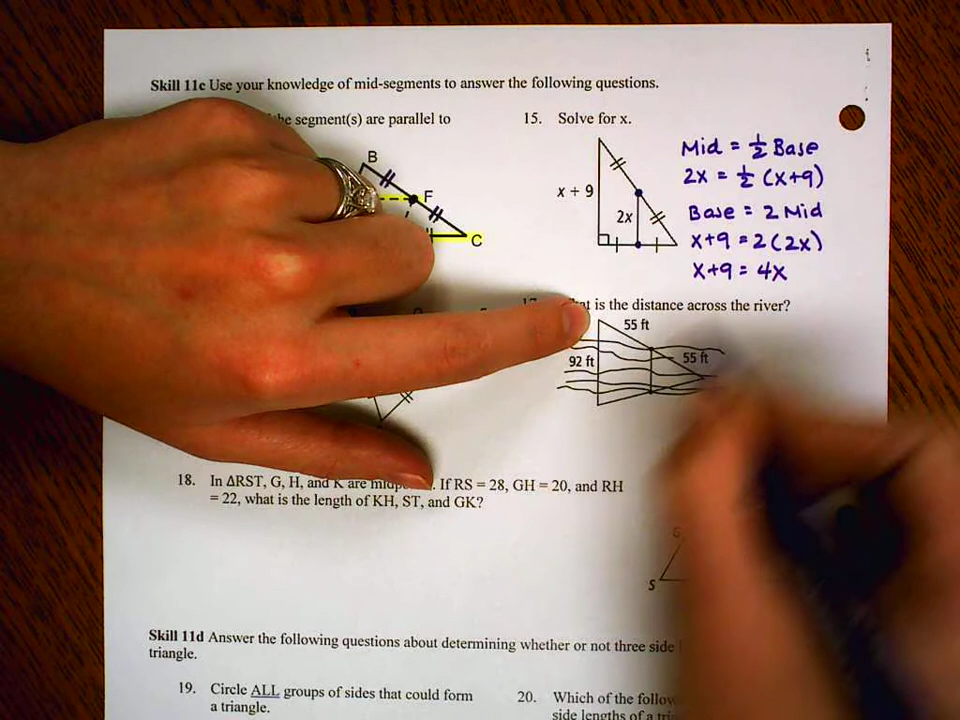 Skill 11c Use your knowledge of mid-segments to answer the following questions.
the segment(s) are parallel to
B
F
C
15. Solve for x.
x + 9
2x
Mid = ½ Base
2x = ½ (x+9)
Base = 2 Mid
x+9 = 2(2x)
x+9 = 4x
is the distance across the river?
55 ft
92 ft
55 ft
18. In ΔRST, G, H, and K are . If RS = 28, GH = 20, and RH
= 22, what is the length of KH, ST, and GK?
G
S
Skill 11d Answer the following questions about determining whether or not three side
triangle.
19. Circle ALL groups of sides that could form
a triangle.
20. Which of the
side lengths of a